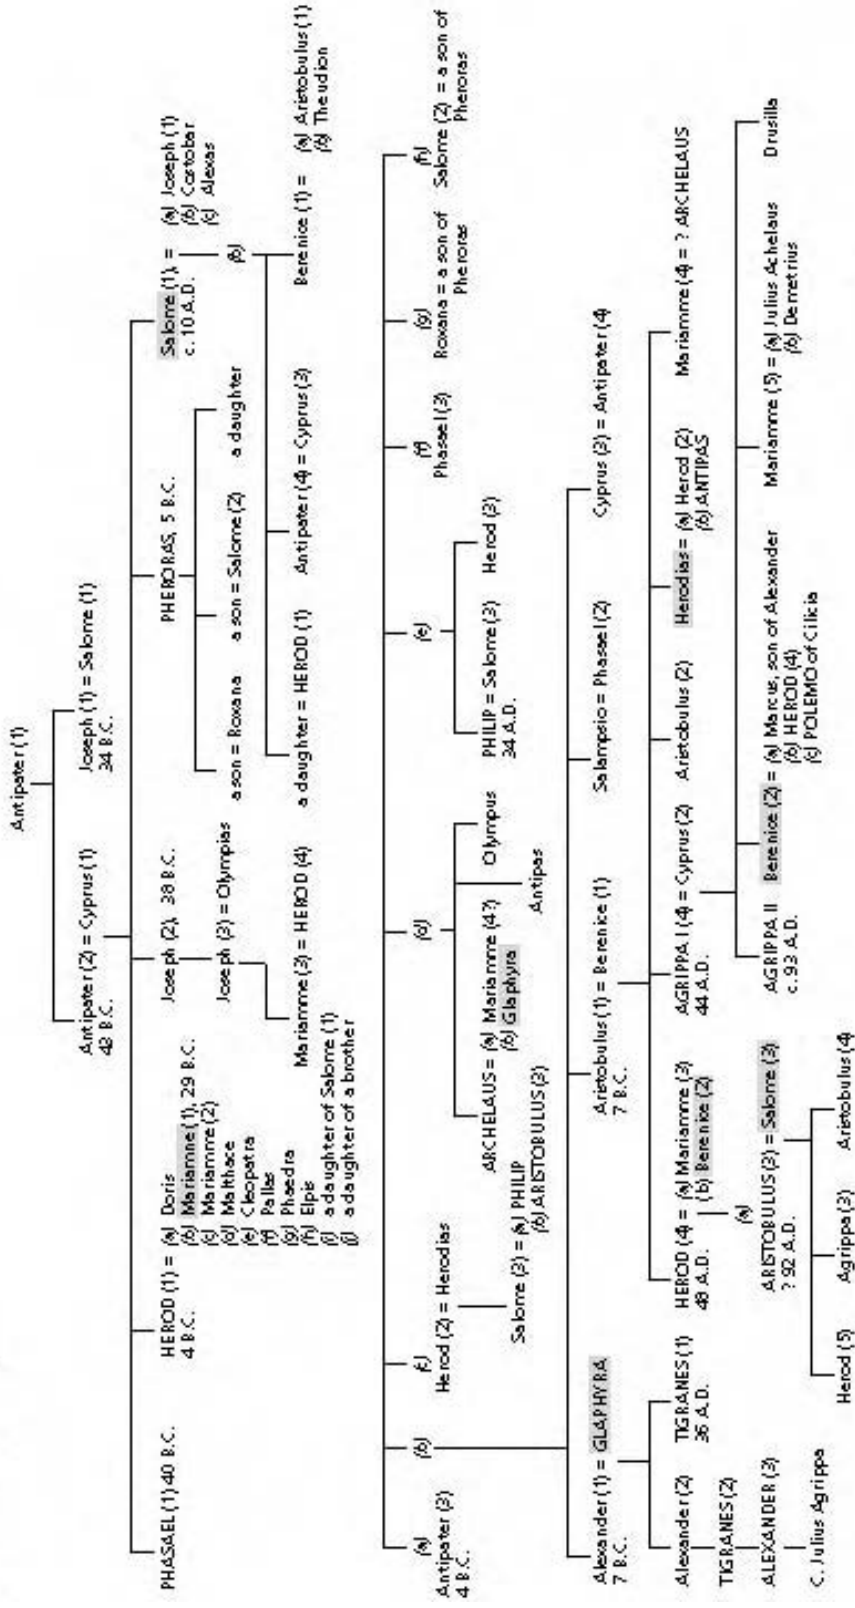 Antipater (1)
Antipater (2) = Cyprus (1)
43 B.C.
Joseph (1) = Salome (1)
34 B.C.
PHASAEL (1) 40 B.C.
HEROD (1) =
4 B.C.
(a) Doris
(b) Mariamne (1), 29 B.C.
(c) Mariamme (2)
(d) Malthace
(e) Cleopatra
(f) Pallas
(g) Phaedra
(h) Elpis
(i) a daughter of Salome (1)
(j) a daughter of a brother
Joseph (2), 38 B.C.
Joseph (3) = Olympias
Mariamme (3) = HEROD (4)
PHERORAS, 5 B.C.
a son = Roxana
a son = Salome (2)
a daughter
Salome (1), =
c. 10 A.D.
(a) Joseph (1)
(b) Costobar
(c) Alexas
(b)
a daughter = HEROD (1)
Antipater (4) = Cyprus (3)
Berenice (1) =
(a) Aristobulus (1)
(b) Theudion
(a)
Antipater (3)
4 B.C.
(b)
(c)
Herod (2) = Herodias
Salome (3) = (a) PHILIP
(b) ARISTOBULUS (3)
(d)
ARCHELAUS = (a) Mariamme (4?)
(b) Glaphyra
Antipas
Olympus
(e)
PHILIP = Salome (3)
34 A.D.
Herod (3)
(f)
Phasael (3)
(g)
Roxana = a son of
Pheroras
(h)
Salome (2) = a son of
Pheroras
Alexander (1) = GLAPHYRA
7 B.C.
Aristobulus (1) = Berenice (1)
7 B.C.
Salampsio = Phasael (2)
Cyprus (3) = Antipater (4)
Alexander (2)
TIGRANES (1)
36 A.D.
TIGRANES (2)
ALEXANDER (3)
C. Julius Agrippa
HEROD (4) = (a) Mariamme (3)
48 A.D.
(b) Berenice (2)
(a)
ARISTOBULUS (3) = Salome (3)
? 92 A.D.
Herod (5)
Agrippa (3)
Aristobulus (4)
AGRIPPA I (4) = Cyprus (2)
44 A.D.
Aristobulus (2)
Herodias = (a) Herod (2)
(b) ANTIPAS
Mariamme (4) = ? ARCHELAUS
AGRIPPA II
c. 93 A.D.
Berenice (2) = (a) Marcus, son of Alexander
(b) HEROD (4)
(c) POLEMO of Cilicia
Mariamme (5) = (a) Julius Achelaus
(b) Demetrius
Drusilla